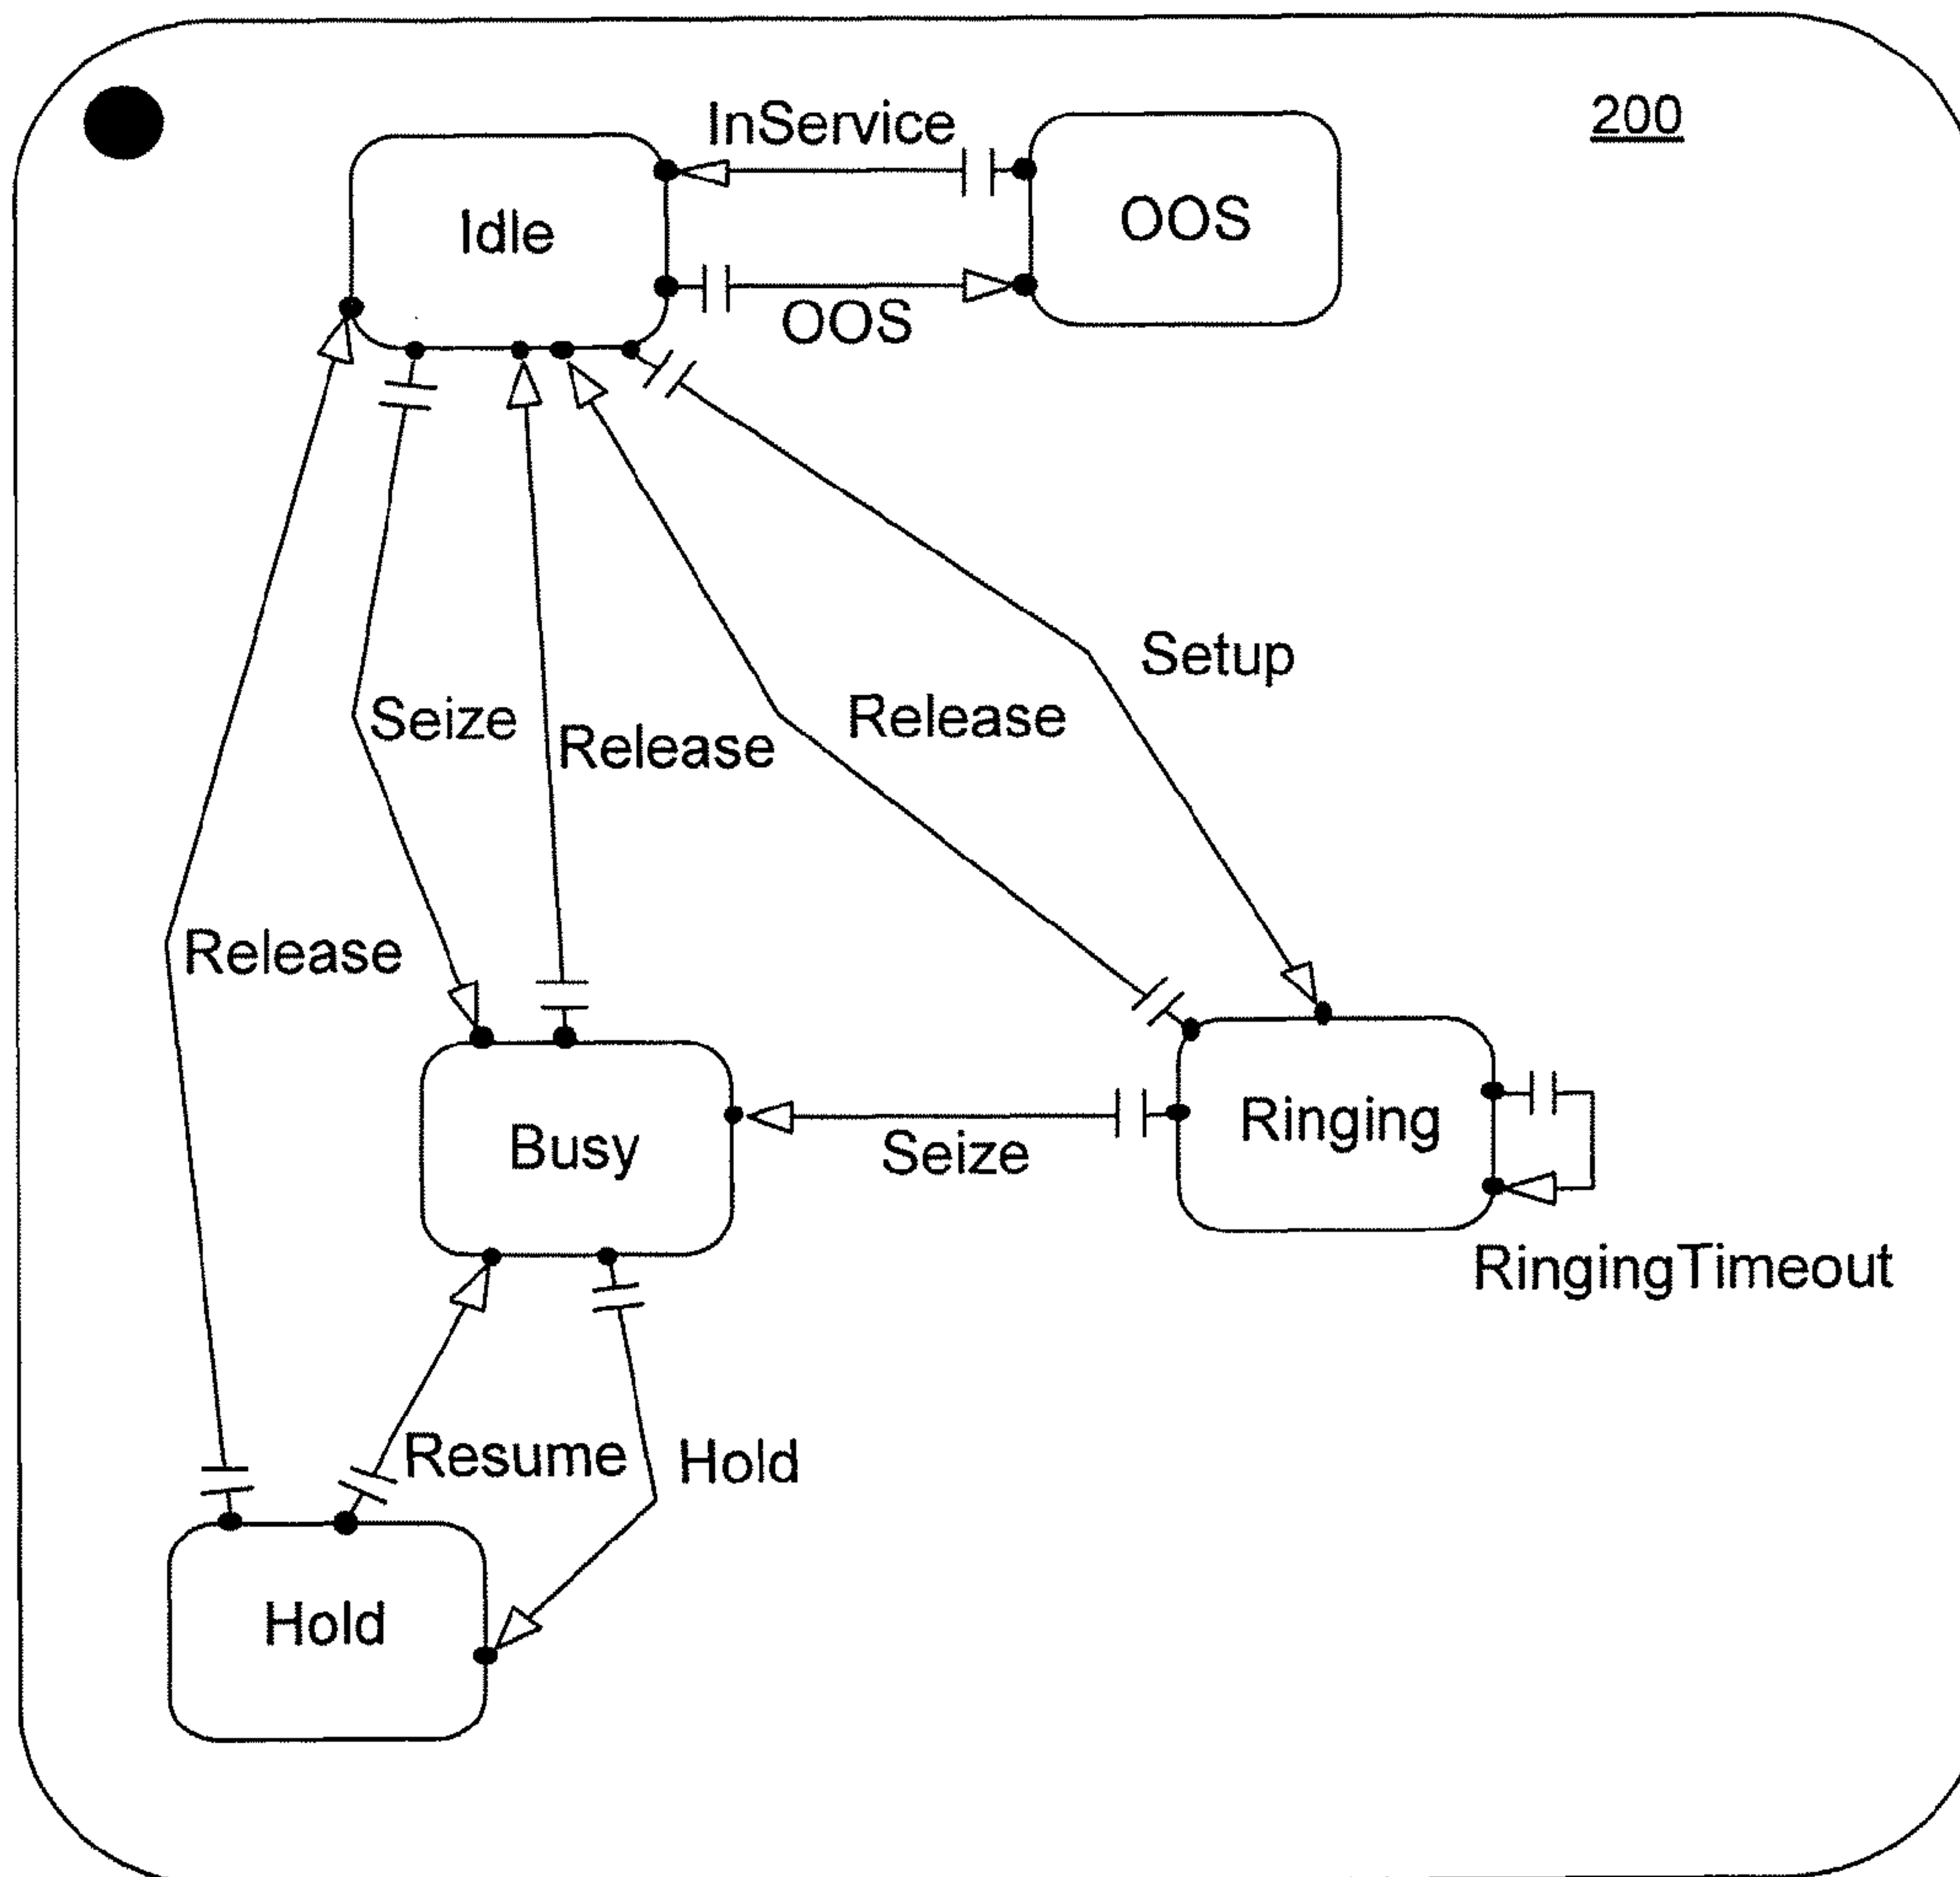 200
InService
Idle
OOS
OOS
Setup
Seize
Release
Release
Release
Busy
Seize
Ringing
RingingTimeout
Resume
Hold
Hold